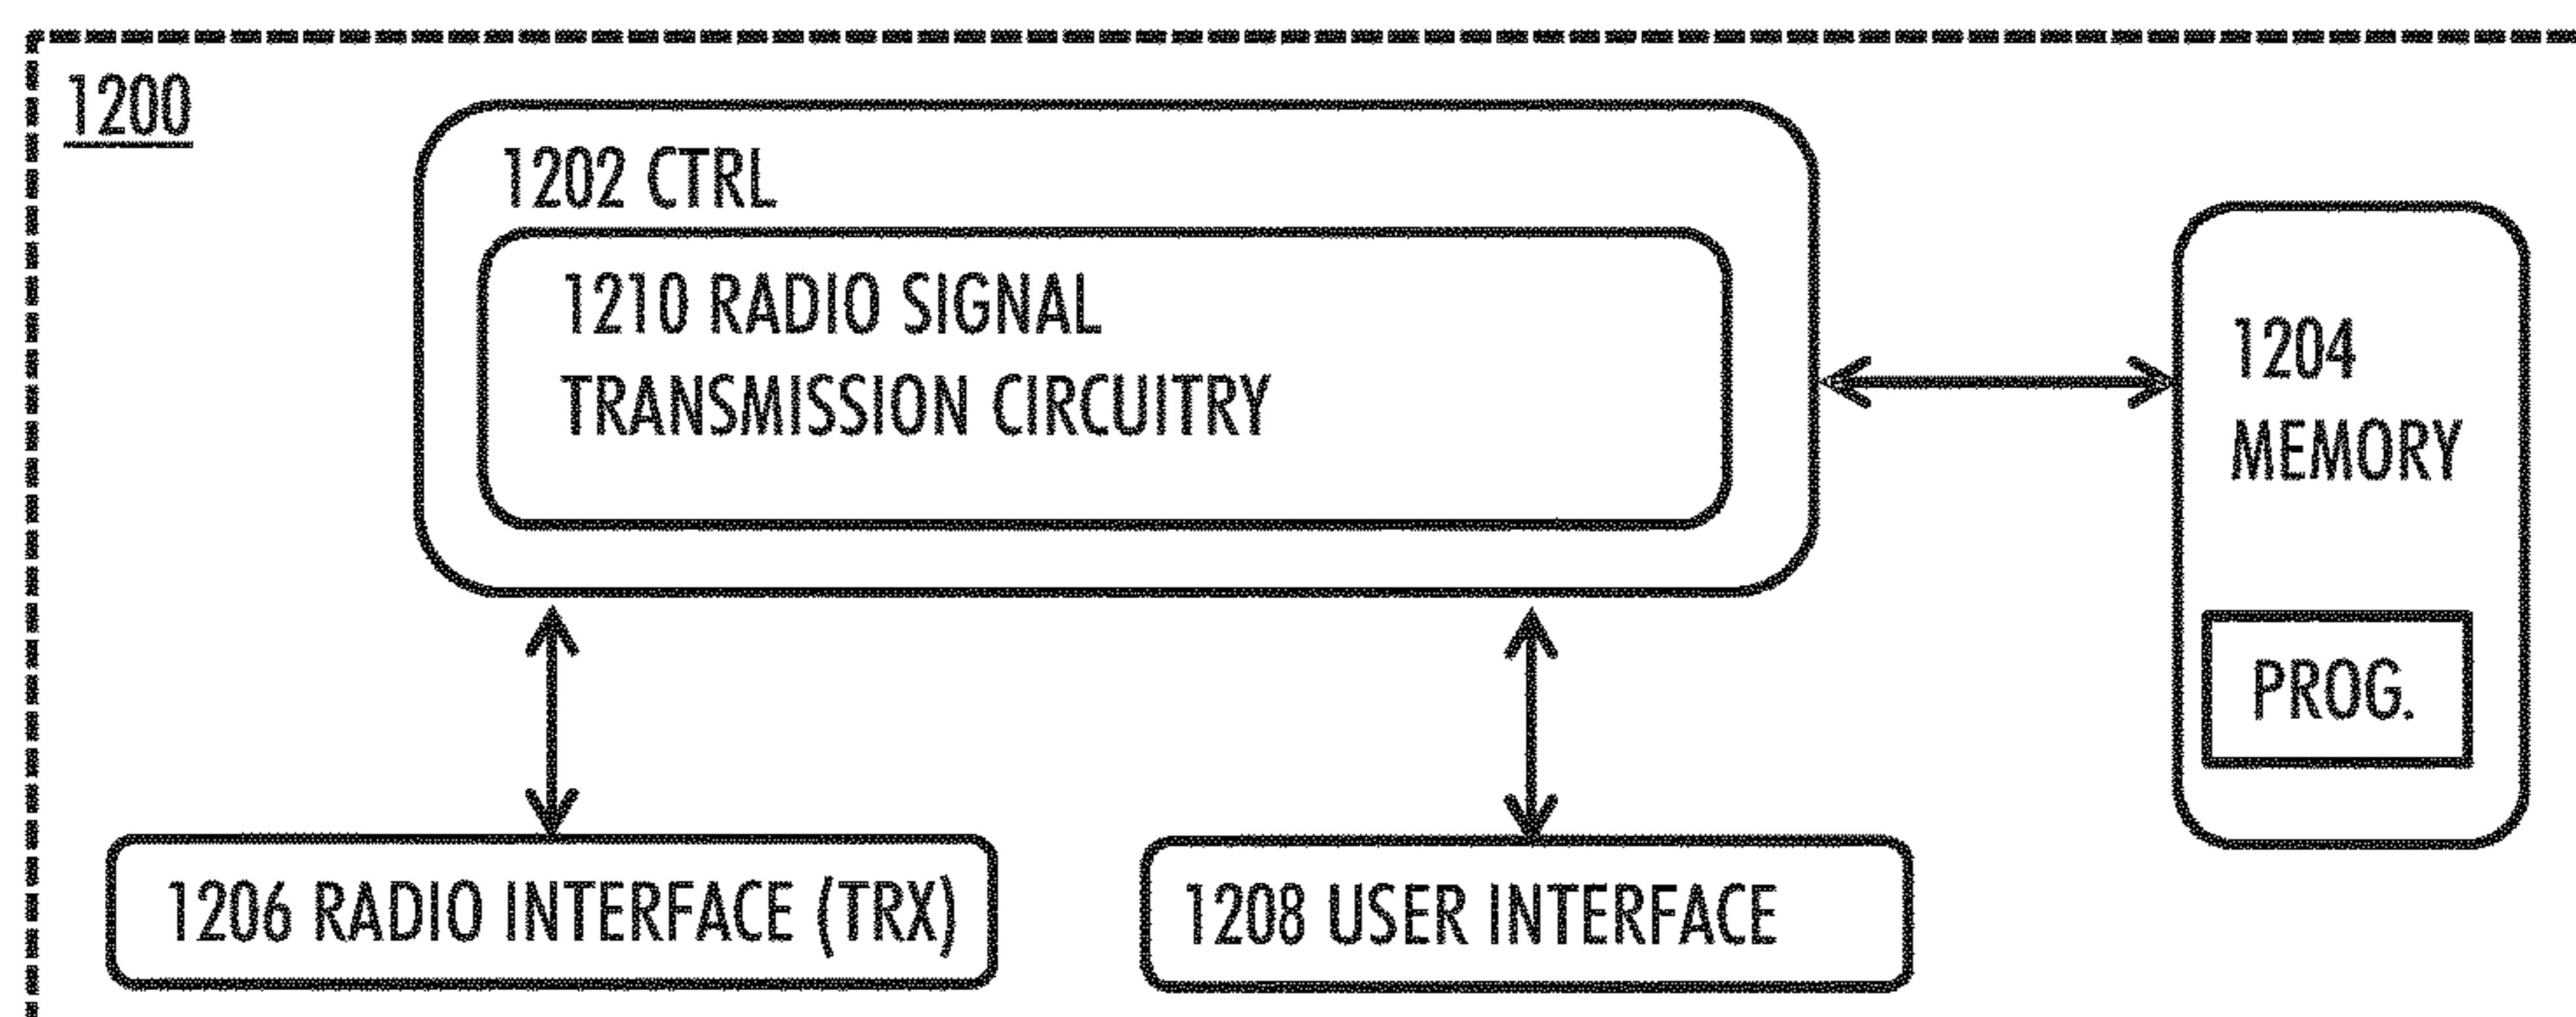 1200
1202 CTRL
1210 RADIO SIGNAL
TRANSMISSION CIRCUITRY
1204
MEMORY
PROG.
1206 RADIO INTERFACE (TRX)
1208 USER INTERFACE